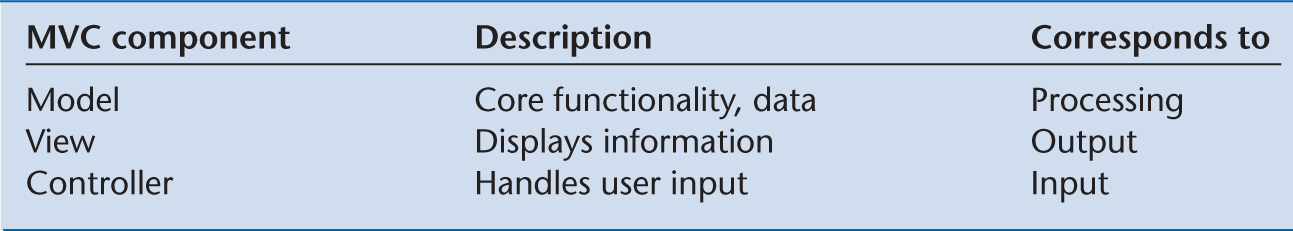 MVC component Description Corresponds to
Model Core functionality, data Processing
View Displays information Output
Controller Handles user input Input